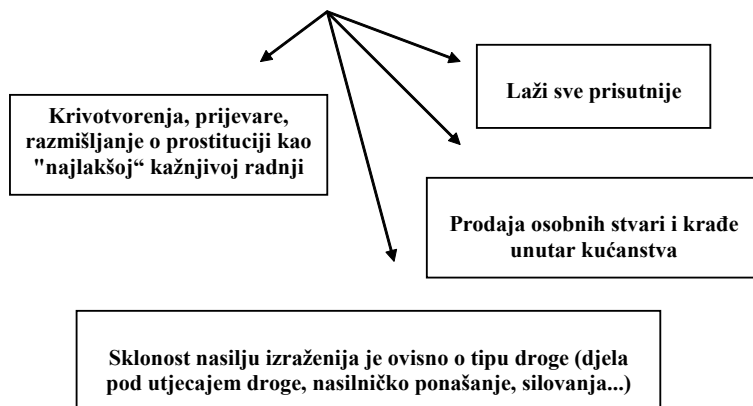 Laži sve prisutnije
Krivotvorenja, prijevare,
razmišljanje o prostituciji kao
"najlakšoj“ kažnjivoj radnji
Prodaja osobnih stvari i krađe
unutar kućanstva
Sklonost nasilju izraženija je ovisno o tipu droge (djela
pod utjecajem droge, nasilničko ponašanje, silovanja...)